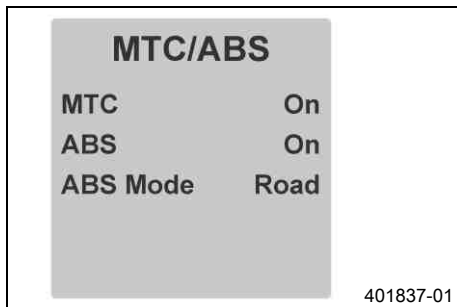 MTC/ABS
MTC On
ABS On
ABS Mode Road
401837-01